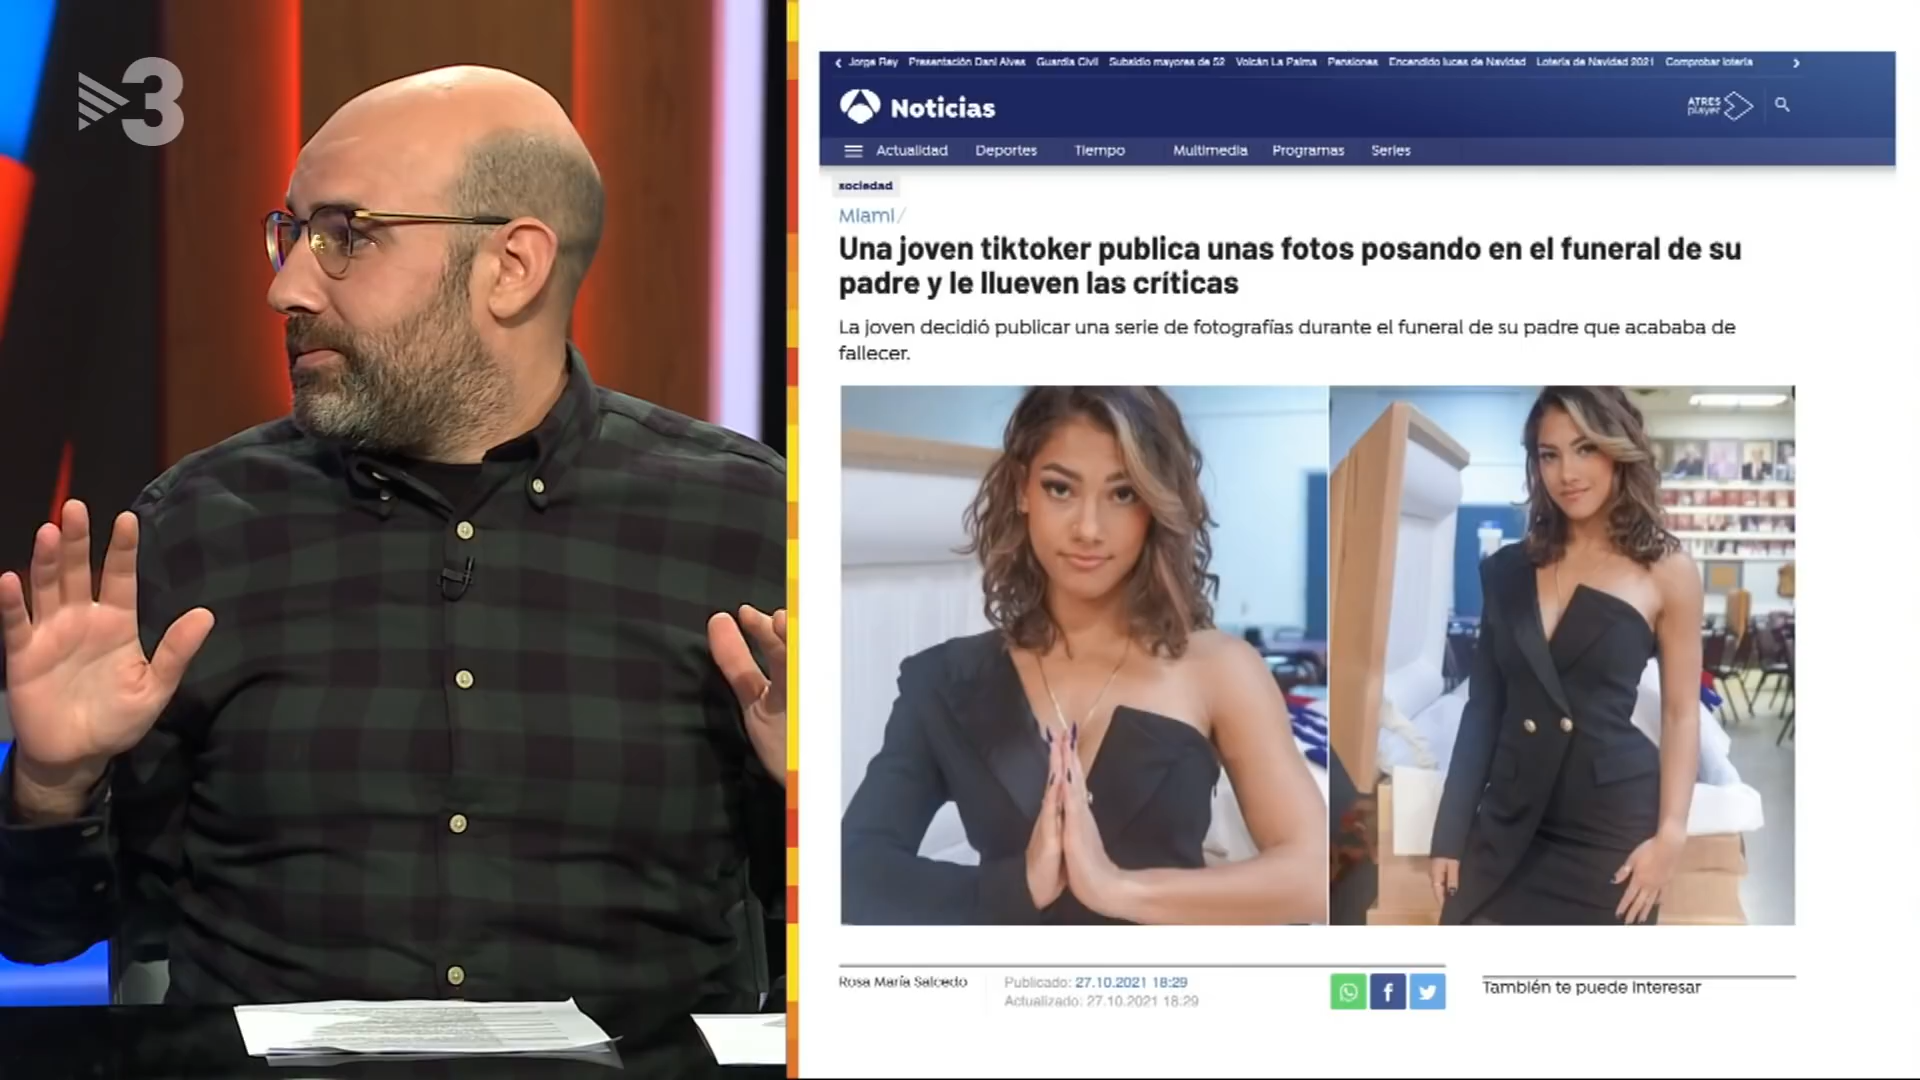 3
Jorge Rey Presentación Dani Alves Guardia Civil Subsidio mayores de 52 Volcán La Palma Pensiones Encendido luces de Navidad Lotería de Navidad 2021 Comprobar lotería
Noticias
ATRES
player
Actualidad Deportes Tiempo Multimedia Programas Series
sociedad
Miami/
Una joven tiktoker publica unas fotos posando en el funeral de su
padre y le llueven las críticas
La joven decidió publicar una serie de fotografías durante el funeral de su padre que acababa de
fallecer.
Rosa María Salcedo
Publicado: 27.10.2021 18:29
Actualizado: 27.10.2021 18:29
También te puede interesar